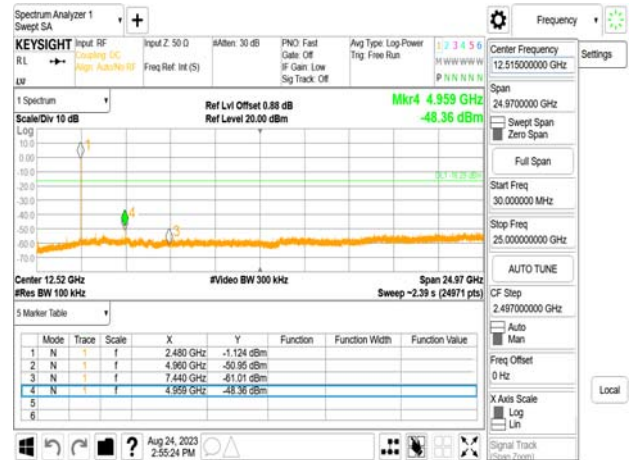 Spectrum Analyzer 1
Swept SA
Frequency
KEYSIGHT
Input: RF
Coupling: DC
Align: Auto/No RF
Input Z: 50 Ω
Freq Ref: Int (S)
#Atten: 30 dB
PNO: Fast
Gate: Off
IF Gain: Low
Sig Track: Off
Avg Type: Log-Power
Trig: Free Run
1 2 3 4 5 6
M W W W W W
P N N N N N
RL
LW
1 Spectrum
Scale/Div 10 dB
Ref Lvl Offset 0.88 dB
Ref Level 20.00 dBm
Mkr4 4.959 GHz
-48.36 dBm
Log
10.0
0.00
-10.0
-20.0
-30.0
-40.0
-50.0
-60.0
-70.0
1
4
3
Center 12.52 GHz
#Video BW 300 kHz
Span 24.97 GHz
#Res BW 100 kHz
Sweep ~2.39 s (24971 pts)
5 Marker Table
Mode Trace Scale X Y Function Function Width Function Value
1 N 1 f 2.480 GHz -1.124 dBm
2 N 1 f 4.960 GHz -50.95 dBm
3 N 1 f 7.440 GHz -61.01 dBm
4 N 1 f 4.959 GHz -48.36 dBm
5
6
Aug 24, 2023
2:55:24 PM
Center Frequency
12.515000000 GHz
Settings
Span
24.9700000 GHz
Swept Span
Zero Span
Full Span
Start Freq
30.000000 MHz
Stop Freq
25.000000000 GHz
AUTO TUNE
CF Step
2.497000000 GHz
Auto
Man
Freq Offset
0 Hz
Local
X Axis Scale
Log
Lin
Signal Track
(Span Zoom)